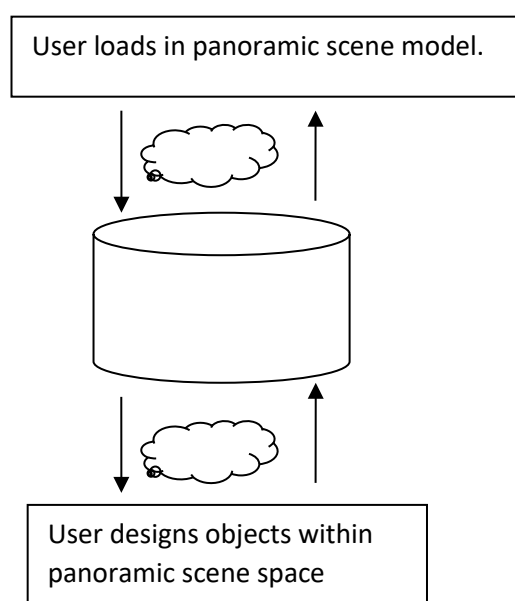 User loads in panoramic scene model.
User designs objects within
panoramic scene space